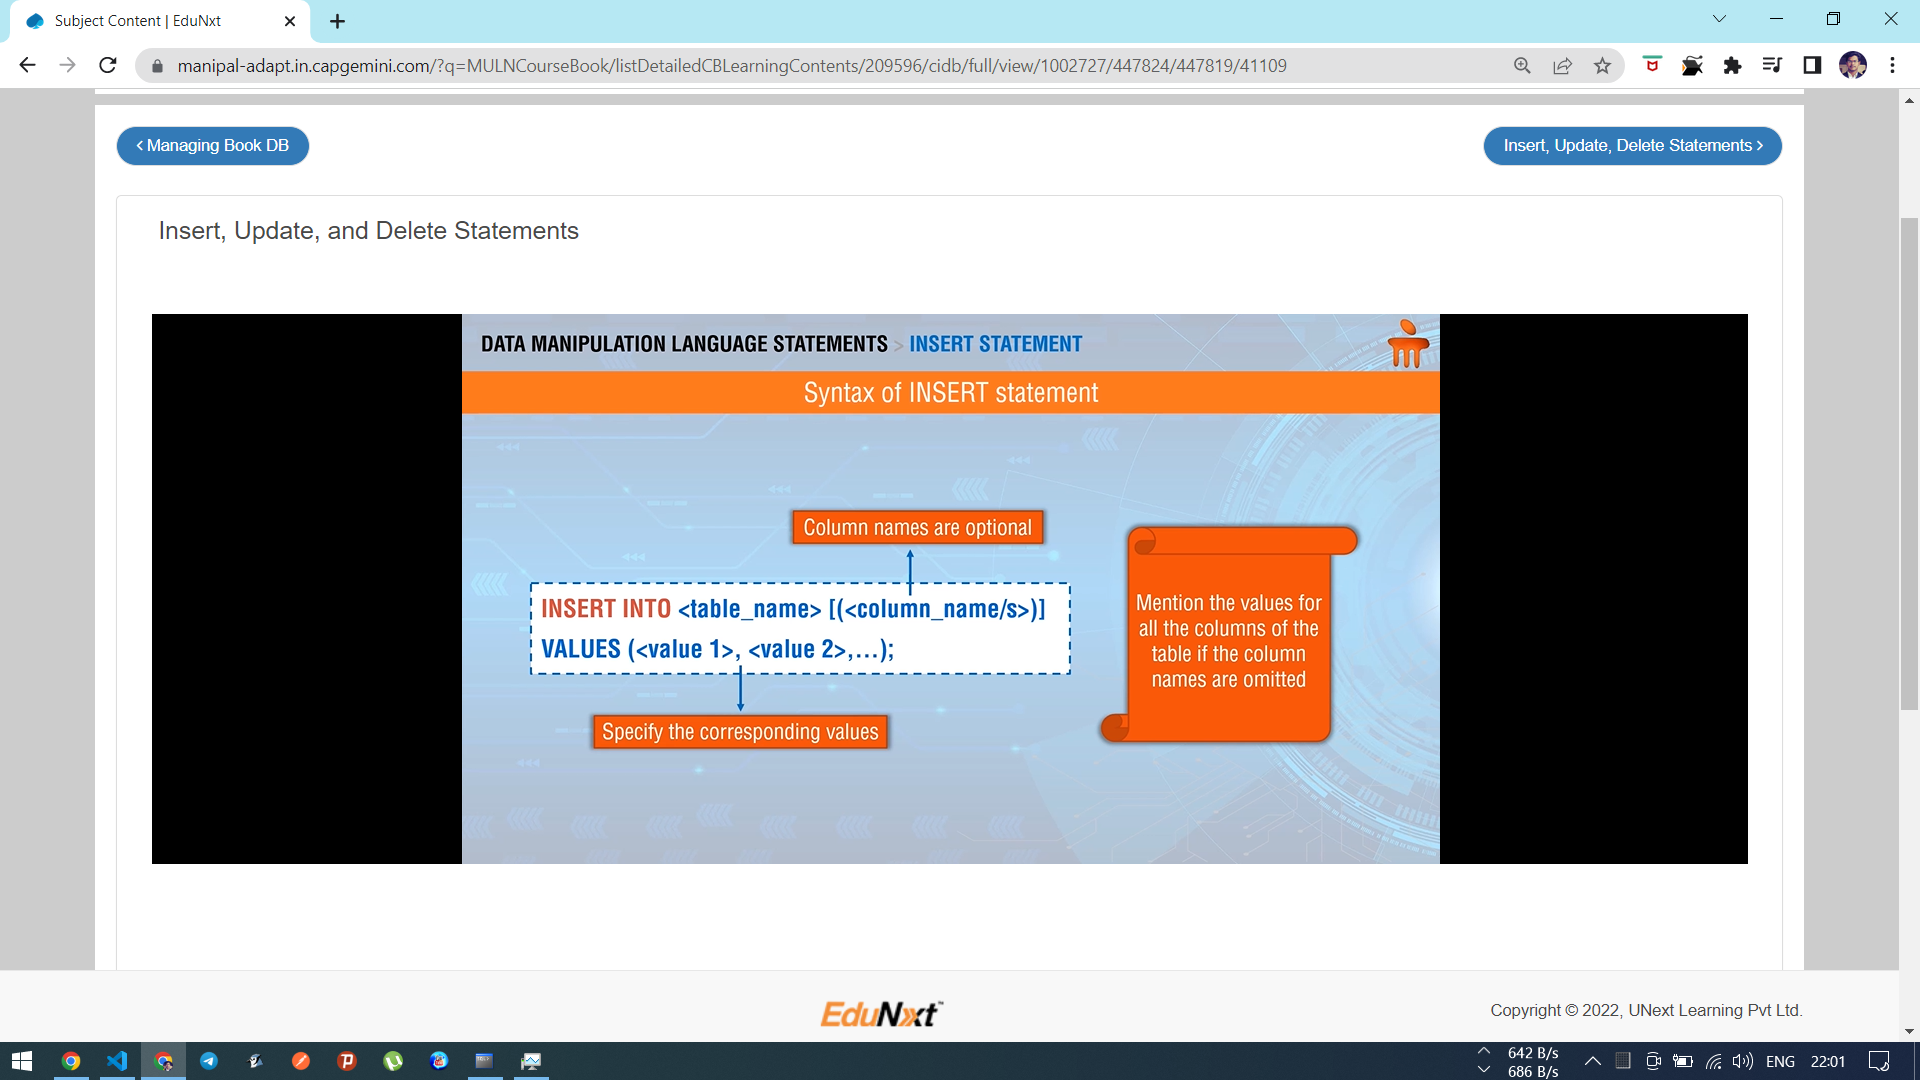 Subject Content | EduNxt
manipal-adapt.in.capgemini.com/?q=MULNCourseBook/listDetailedCBLearningContents/209596/cidb/full/view/1002727/447824/447819/41109
Managing Book DB
Insert, Update, Delete Statements
Insert, Update, and Delete Statements
DATA MANIPULATION LANGUAGE STATEMENTS > INSERT STATEMENT
Syntax of INSERT statement
Column names are optional
INSERT INTO <table_name> [(<column_name/s>)]
VALUES (<value 1>, <value 2>,...);
Specify the corresponding values
Mention the values for
all the columns of the
table if the column
names are omitted
EduNxt
Copyright © 2022, UNext Learning Pvt Ltd.
642 B/s
686 B/s
ENG
22:01